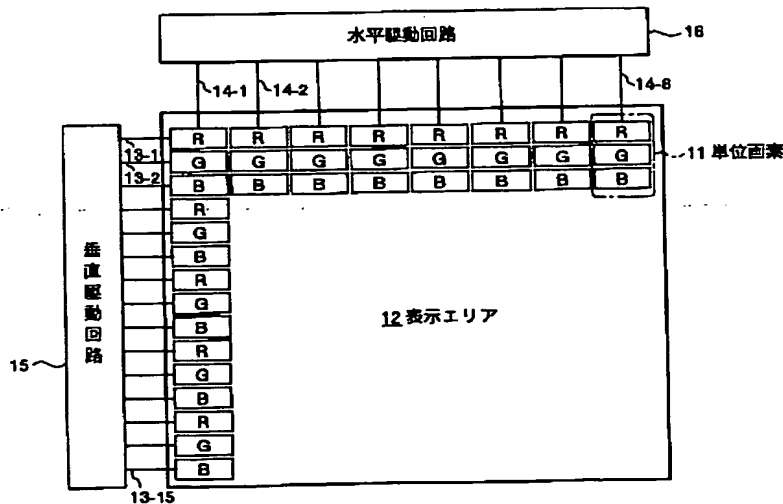 水平駆動回路
16
14-1
14-2
14-8
13-1
R R R R R R R R
13-2
G G G G G G G G
11 単位画素
B B B B B B B B
R
G
B
R
G
B
R
G
B
R
G
B
垂直駆動回路
12 表示エリア
15
13-15